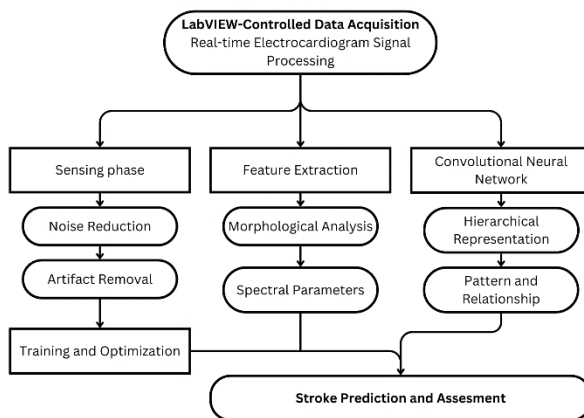 LabVIEW-Controlled Data Acquisition
Real-time Electrocardiogram Signal
Processing
Sensing phase
Feature Extraction
Convolutional Neural
Network
Noise Reduction
Morphological Analysis
Hierarchical
Representation
Artifact Removal
Spectral Parameters
Pattern and
Relationship
Training and Optimization
Stroke Prediction and Assesment